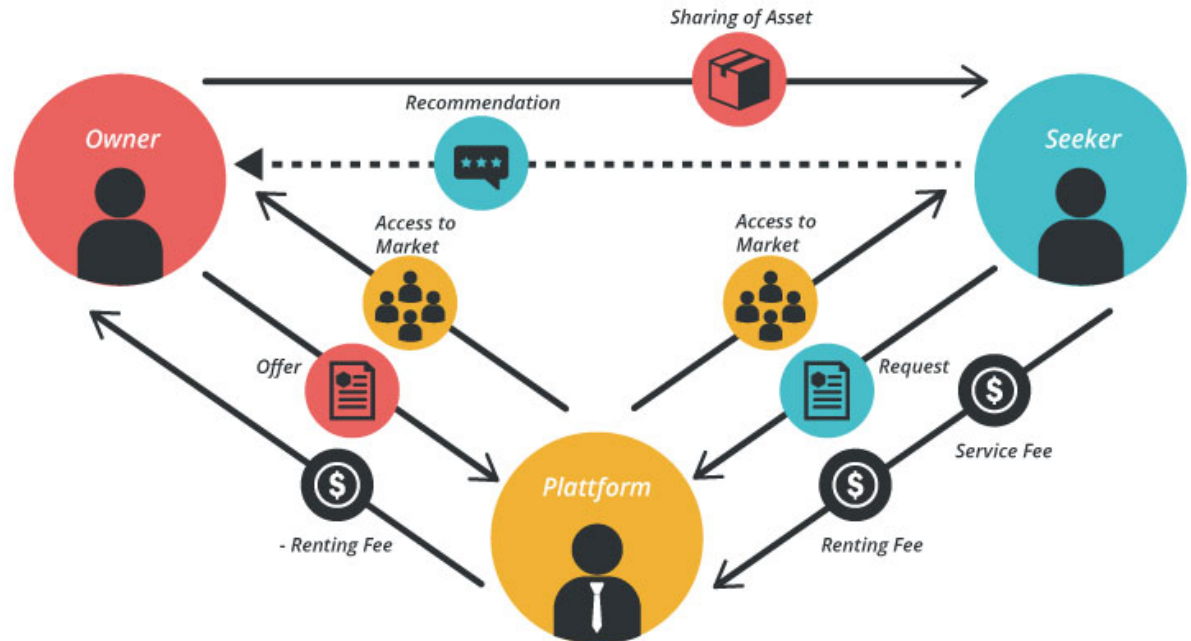 Sharing of Asset
Recommendation
Owner
Seeker
Access to
Market
Access to
Market
Offer
Request
Service Fee
Plattform
- Renting Fee
Renting Fee
$
$
$